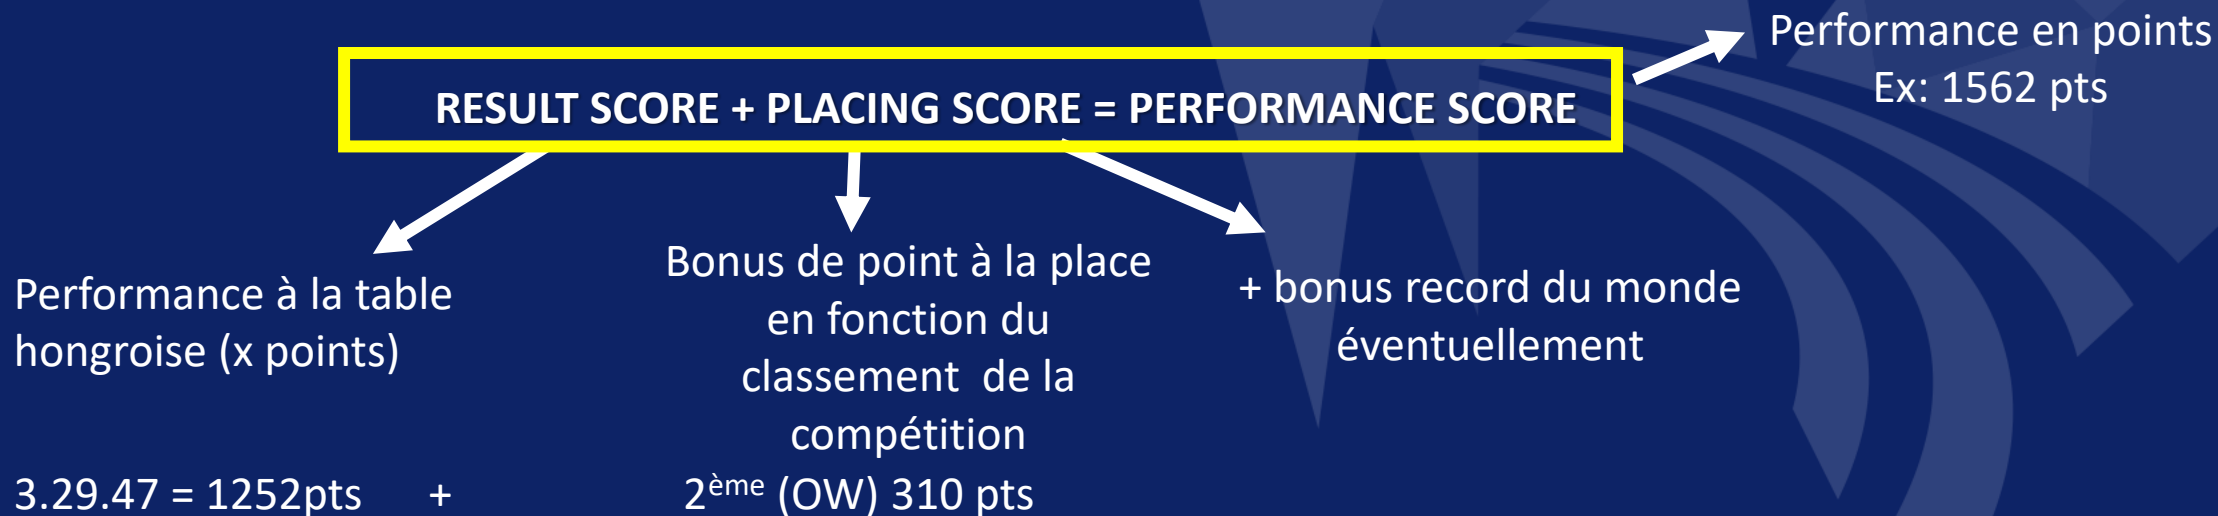 RESULT SCORE + PLACING SCORE = PERFORMANCE SCORE
Performance en points
Ex: 1562 pts
Performance à la table
hongroise (x points)
Bonus de point à la place
en fonction du
classement de la
compétition
+ bonus record du monde
éventuellement
3.29.47 = 1252pts + 2ème (OW) 310 pts